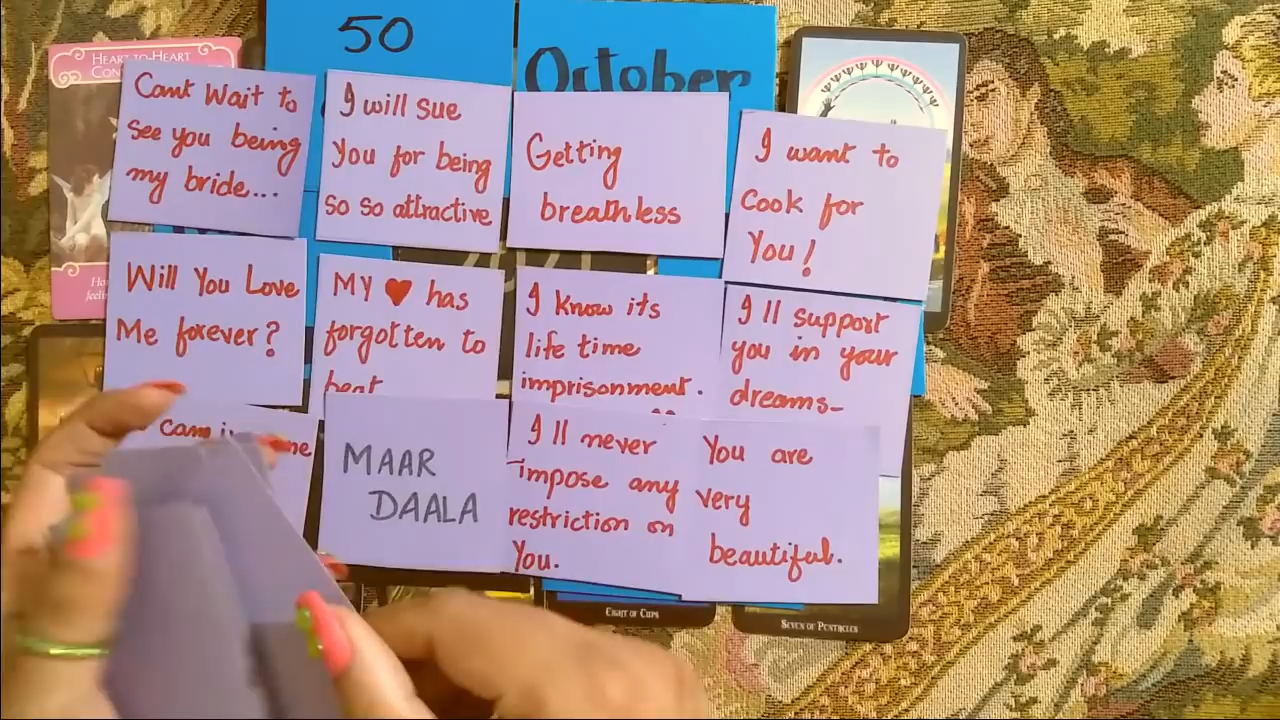 50
October
HEART-TO-HEART
Cant Wait to
see you being
my bride...
I will sue
You for being
so so attractive
Getting
breathless
I want to
Cook for
You!
Will You Love
Me forever?
MY ❤ has
forgotten to
beat
I know its
life time
imprisonment.
I ll support
you in your
dreams-
Came
MAAR
DAALA
I ll never
impose any
restriction on
You.
You are
very
beautiful.
EIGHT OF CUPS
SEVEN OF PENTACLES